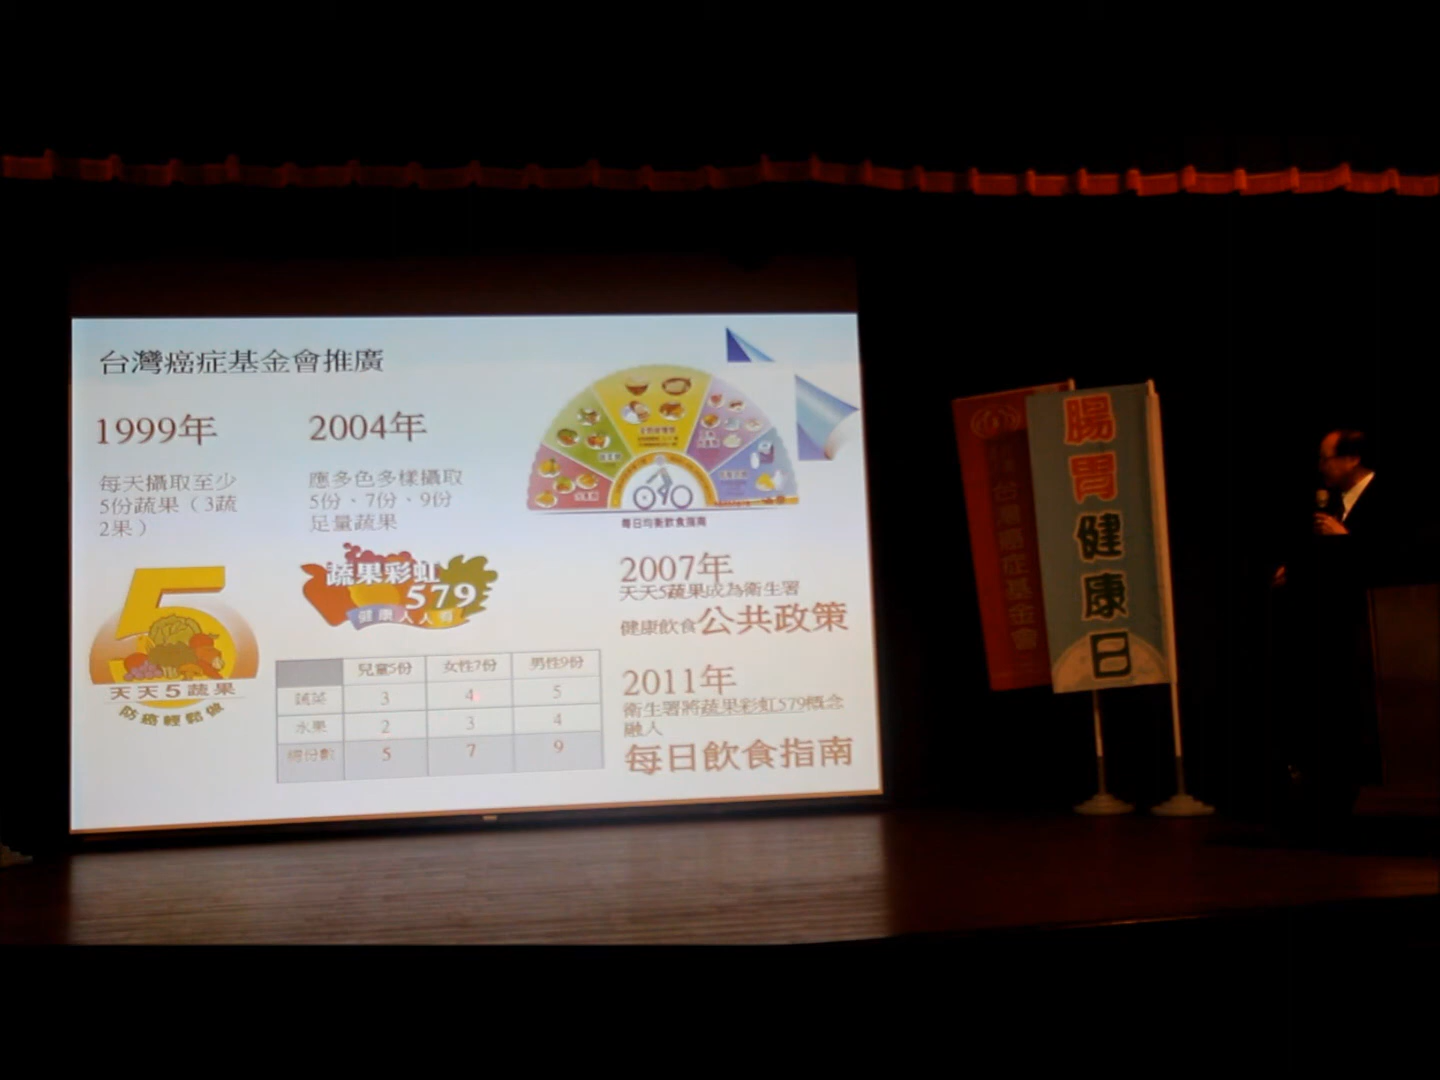 台灣癌症基金會推廣
1999年
每天攝取至少
5份蔬果（3蔬
2果）
5
天天5蔬果
防癌輕鬆做
2004年
應多色多樣攝取
5份、7份、9份
足量蔬果
蔬果彩虹
579
健康人人有
兒童5份 女性7份 男性9份
蔬菜 3 4 5
水果 2 3 4
總份數 5 7 9
每日均衡飲食指南
2007年
天天5蔬果成為衛生署
健康飲食公共政策
2011年
衛生署將蔬果彩虹579概念
融入
每日飲食指南
台灣癌症基金會
腸胃健康日